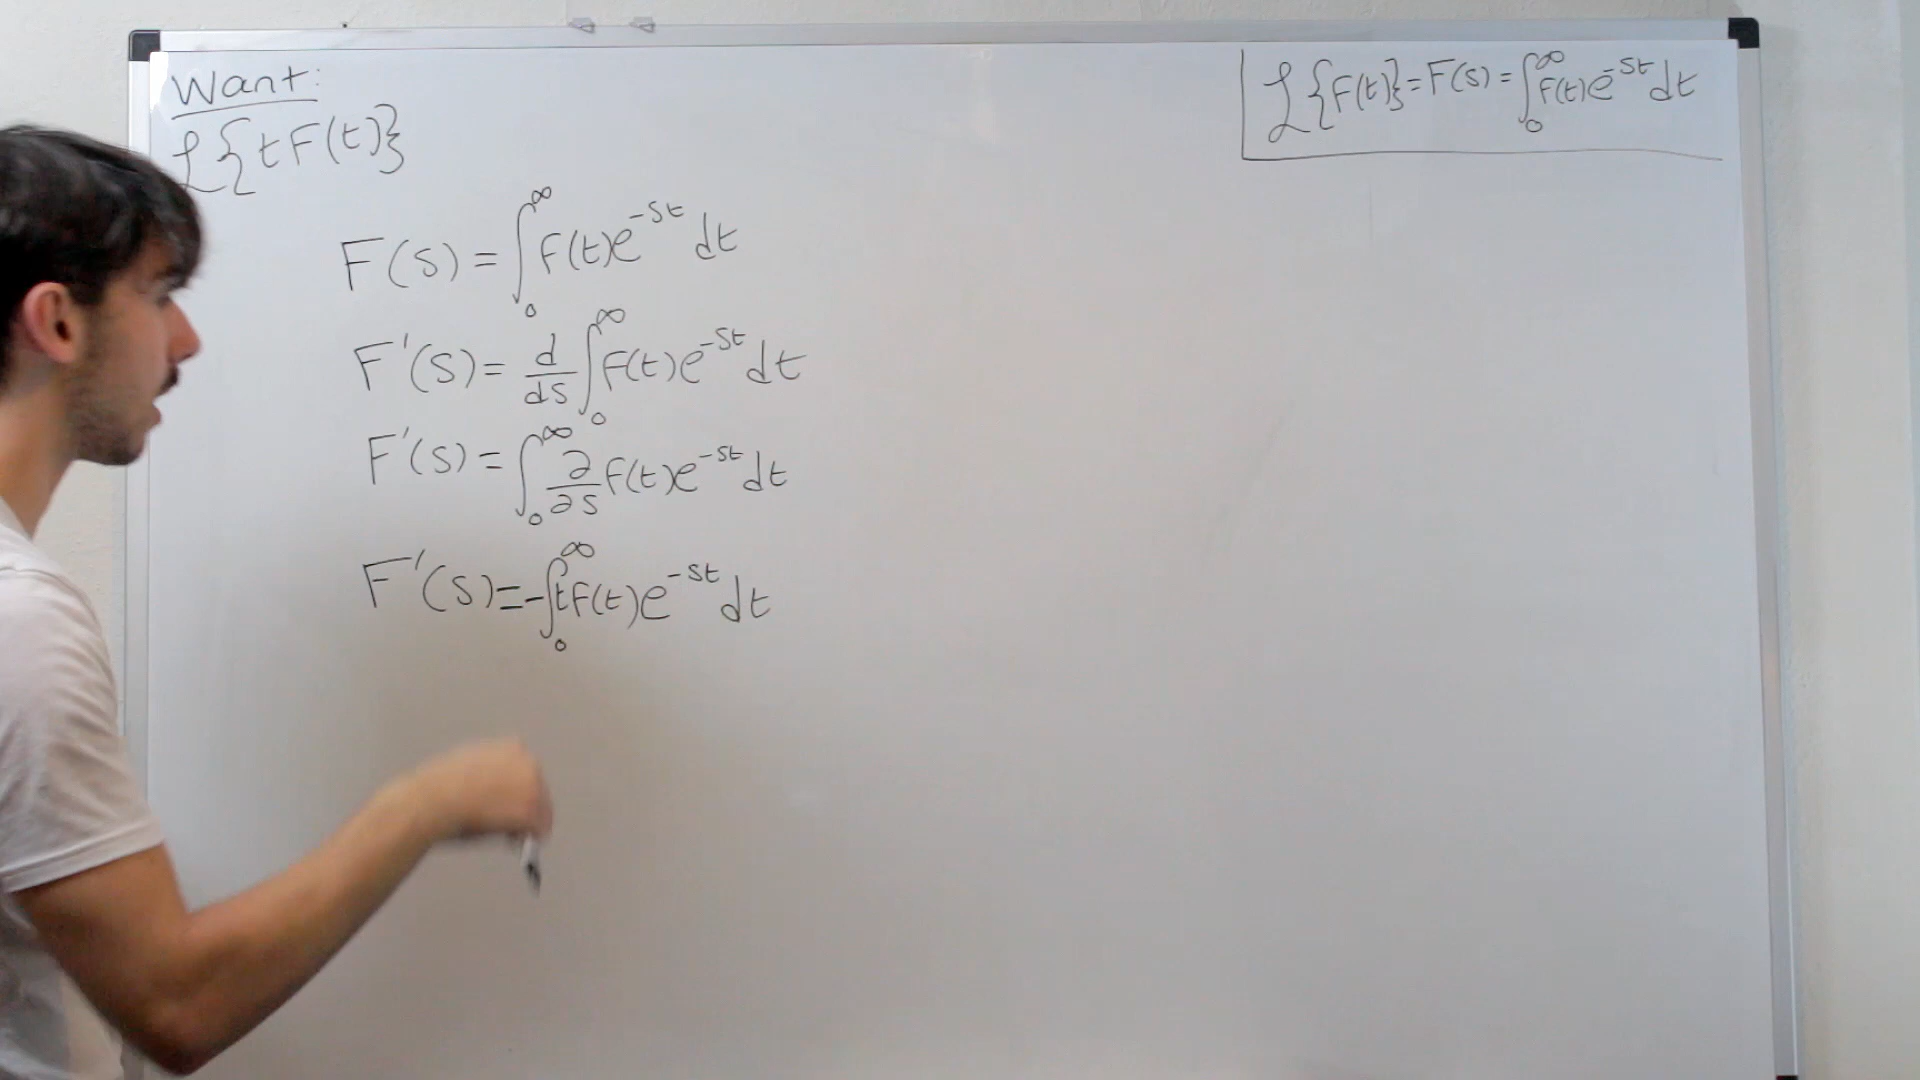 Want:
ℒ{tF(t)}
ℒ{F(t)}=F(s)=∫₀^∞ f(t)e^{-st}dt
F(s)=∫₀^∞ f(t)e^{-st}dt
F'(s)=d/ds ∫₀^∞ f(t)e^{-st}dt
F'(s)=∫₀^∞ ∂/∂s f(t)e^{-st}dt
F'(s)=-∫₀^∞ tf(t)e^{-st}dt